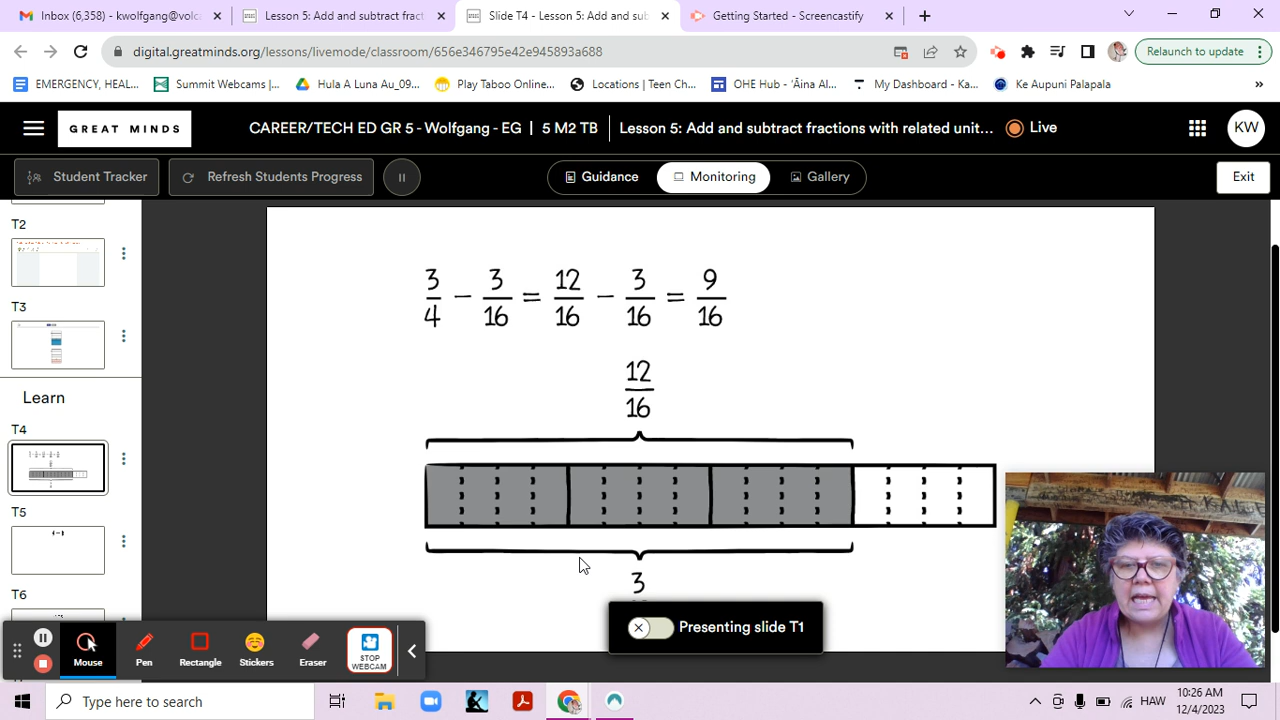 Inbox (6,358) - kwolfgang@volc
Lesson 5: Add and subtract fract
Slide T4 - Lesson 5: Add and sub
Getting Started - Screencastify
digital.greatminds.org/lessons/livemode/classroom/656e346795e42e945893a688
Relaunch to update
EMERGENCY, HEAL...
Summit Webcams |...
Hula A Luna Au_09...
Play Taboo Online...
Locations | Teen Ch...
OHE Hub - ʻĀina Al...
My Dashboard - Ka...
Ke Aupuni Palapala
»
GREAT MINDS
CAREER/TECH ED GR 5 - Wolfgang - EG | 5 M2 TB
Lesson 5: Add and subtract fractions with related unit...
Live
KW
Student Tracker
Refresh Students Progress
Guidance
Monitoring
Gallery
Exit
T2
T3
Learn
T4
T5
T6
3/4 − 3/16 = 12/16 − 3/16 = 9/16
12/16
3
Presenting slide T1
Mouse
Pen
Rectangle
Stickers
Eraser
STOP WEBCAM
Type here to search
HAW
10:26 AM
12/4/2023